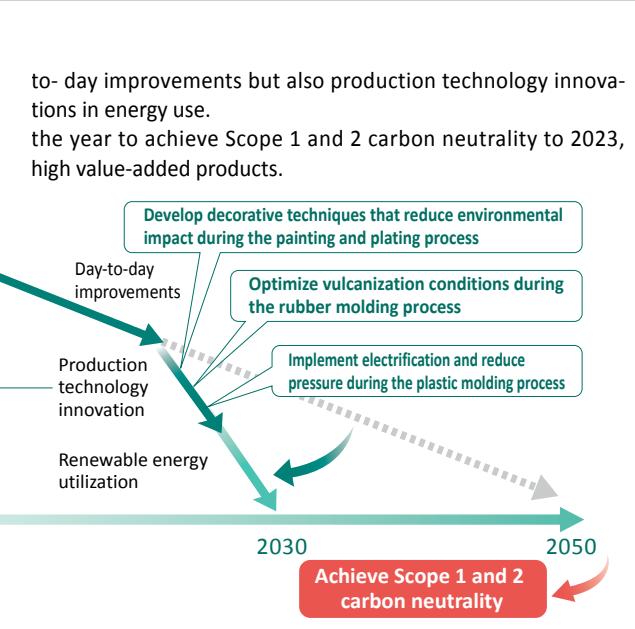 to- day improvements but also production technology innova-
tions in energy use.
the year to achieve Scope 1 and 2 carbon neutrality to 2023,
high value-added products.
Develop decorative techniques that reduce environmental
impact during the painting and plating process
Day-to-day
improvements
Optimize vulcanization conditions during
the rubber molding process
Production
technology
innovation
Implement electrification and reduce
pressure during the plastic molding process
Renewable energy
utilization
2030
2050
Achieve Scope 1 and 2
carbon neutrality